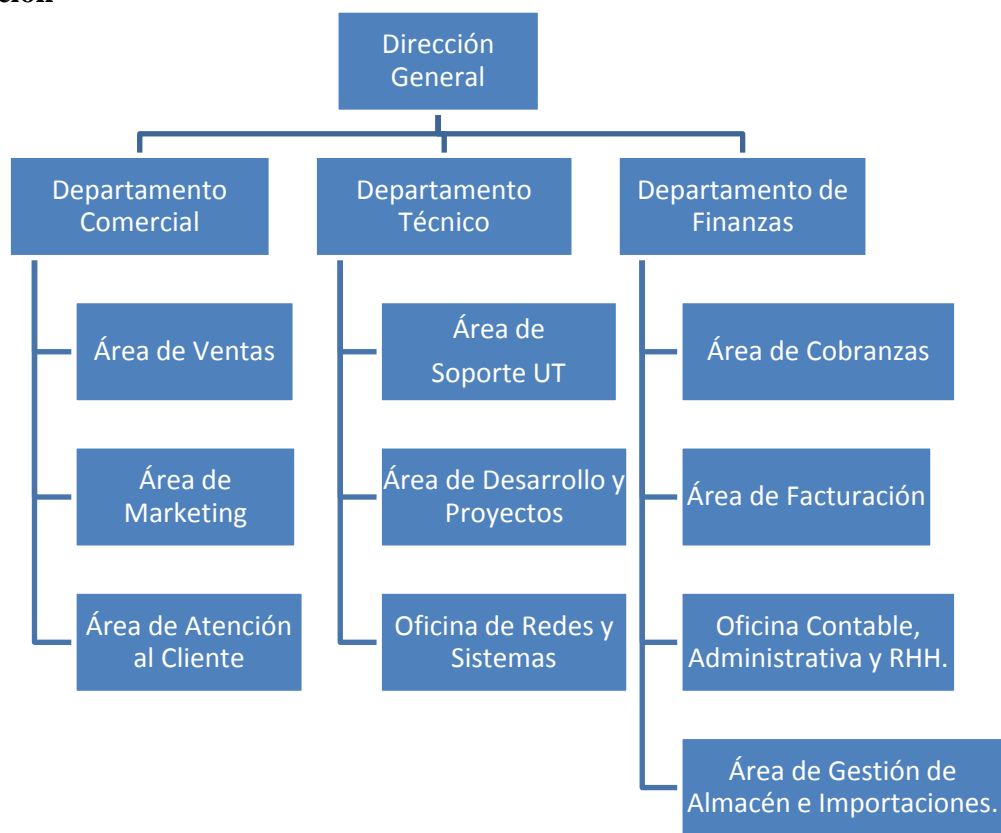 Dirección
General
Departamento
Comercial
Departamento
Técnico
Departamento de
Finanzas
Área de Ventas
Área de
Soporte UT
Área de Cobranzas
Área de
Marketing
Área de Desarrollo y
Proyectos
Área de Facturación
Área de Atención
al Cliente
Oficina de Redes y
Sistemas
Oficina Contable,
Administrativa y RHH.
Área de Gestión de
Almacén e Importaciones.